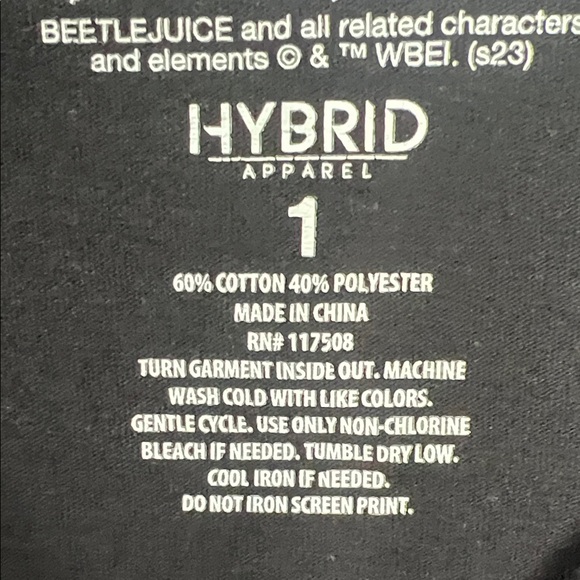 BEETLEJUICE and all related characters
and elements © & ™ WBEI. (s23)
HYBRID
APPAREL
1
60% COTTON 40% POLYESTER
MADE IN CHINA
RN# 117508
TURN GARMENT INSIDE OUT. MACHINE
WASH COLD WITH LIKE COLORS.
GENTLE CYCLE. USE ONLY NON-CHLORINE
BLEACH IF NEEDED. TUMBLE DRY LOW.
COOL IRON IF NEEDED.
DO NOT IRON SCREEN PRINT.